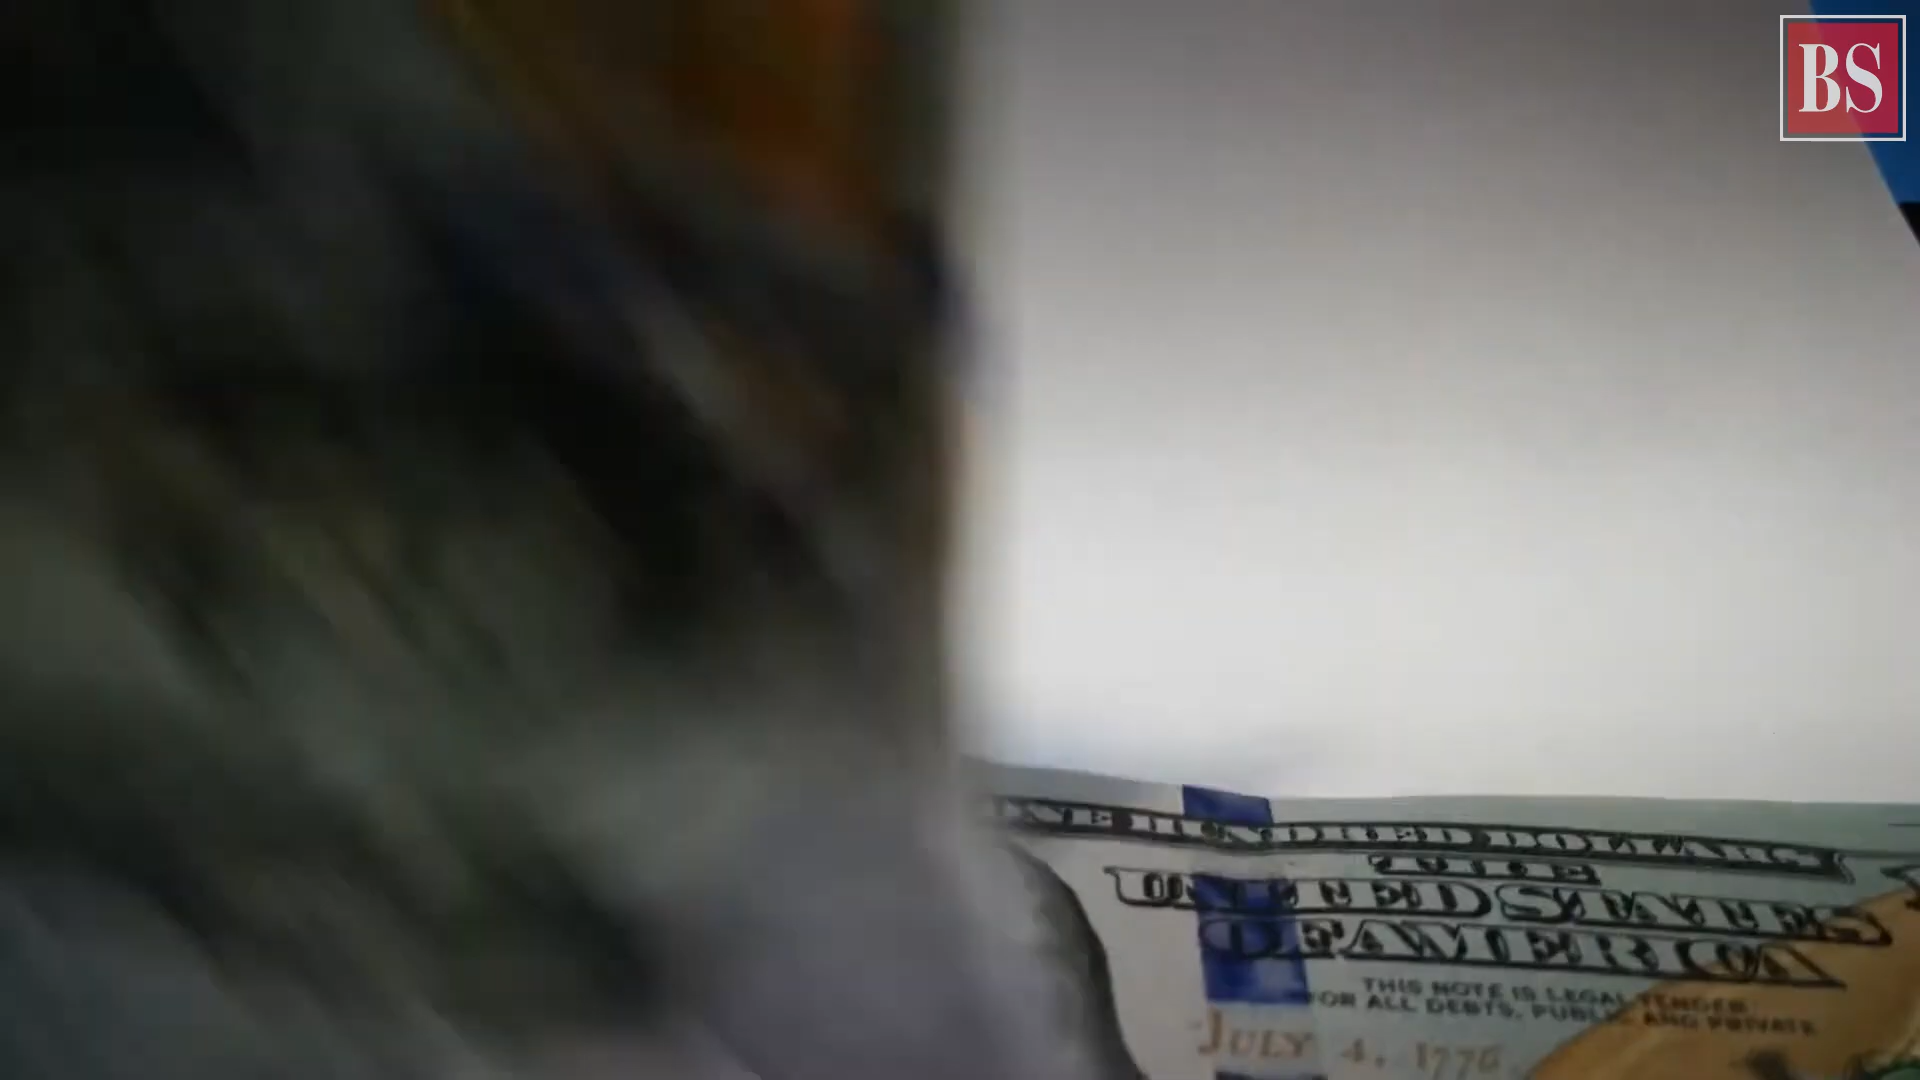 BS
ONE HUNDRED DOLLARS
THE
UNITED STATES
OF AMERICA
THIS NOTE IS LEGAL TENDER
FOR ALL DEBTS, PUBLIC AND PRIVATE
JULY 4, 1776